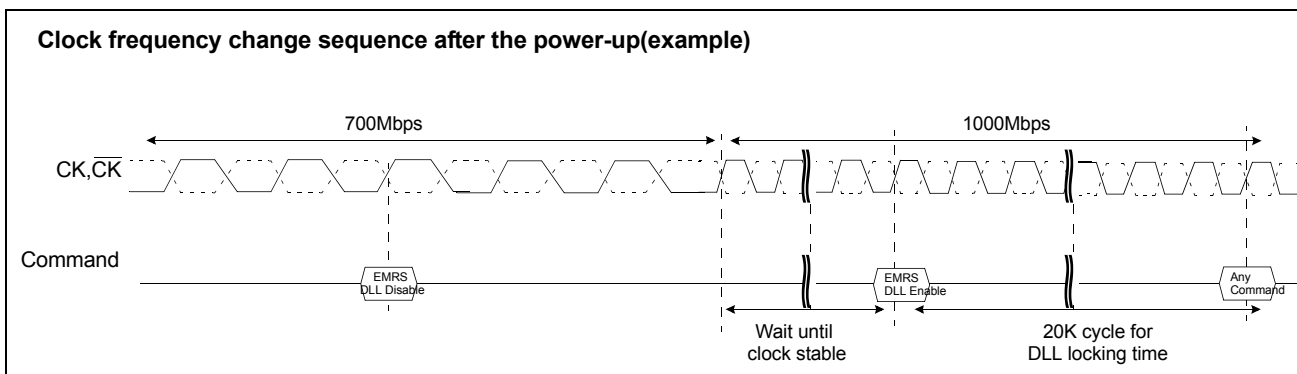 Clock frequency change sequence after the power-up(example)
700Mbps
1000Mbps
CK,C̅K̅
Command
EMRS
DLL Disable
EMRS
DLL Enable
Any
Command
Wait until
clock stable
20K cycle for
DLL locking time